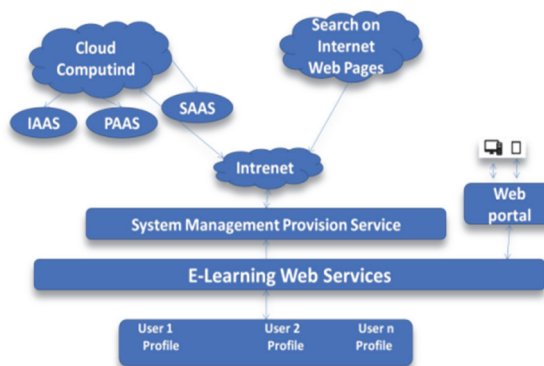 Cloud
Computind
Search on
Internet
Web Pages
IAAS
PAAS
SAAS
Intrenet
System Management Provision Service
Web
portal
E-Learning Web Services
User 1
Profile
User 2
Profile
User n
Profile